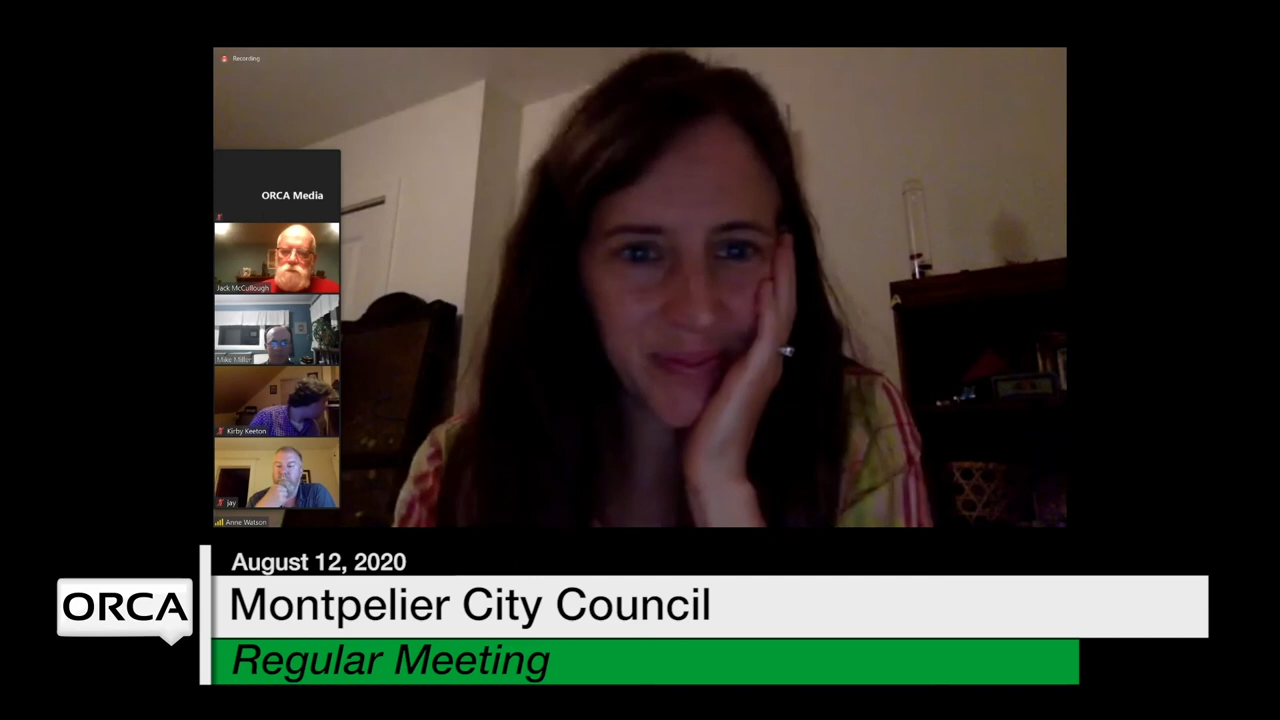 Recording
ORCA Media
Jack McCullough
Mike Miller
Kirby Keeton
jay
Anne Watson
August 12, 2020
Montpelier City Council
ORCA
Regular Meeting